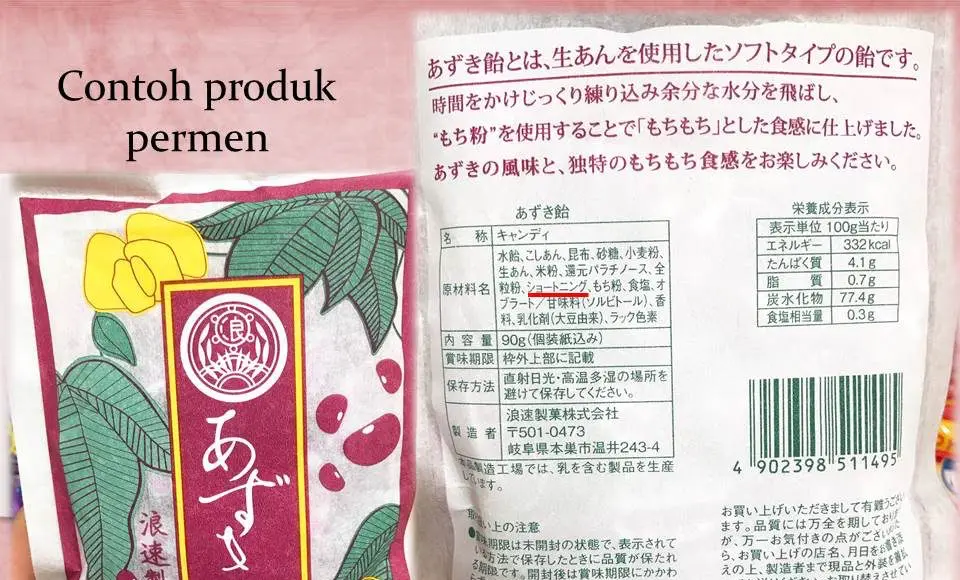 Contoh produk
permen
あずき飴とは、生あんを使用したソフトタイプの飴です。
時間をかけじっくり練り込み余分な水分を飛ばし、
“もち粉”を使用することで「もちもち」とした食感に仕上げました。
あずきの風味と、独特のもちもち食感をお楽しみください。
あずき飴
名 称 キャンディ
原材料名 水飴、こしあん、昆布、砂糖、小麦粉、
生あん、米粉、還元パラチノース、全
粒粉、ショートニング、もち粉、食塩、オ
ブラート／甘味料(ソルビトール)、香
料、乳化剤(大豆由来)、ラック色素
内 容 量 90g(個装紙込み)
賞味期限 枠外上部に記載
保存方法 直射日光・高温多湿の場所を
避けて保存してください。
製 造 者 浪速製菓株式会社
〒501-0473
岐阜県本巣市温井243-4
本品製造工場では、乳を含む製品を生産
しています。
栄養成分表示
表示単位 100g当たり
エネルギー 332kcal
たんぱく質 4.1g
脂 質 0.7g
炭水化物 77.4g
食塩相当量 0.3g
4 902398 511495
取扱い上の注意
●賞味期限は未開封の状態で、表示されて
いる方法で保存した場合に品質が保たれ
る期限です。開封後は賞味期限にかかわ
お買い上げいただきまして有難うござい
ます。品質には万全を期しており
が、万一お気付きの点がござい
ら、お買い上げの店名、月日を
えの上、製造者まで現品と外装を
浪
あずき
浪速製